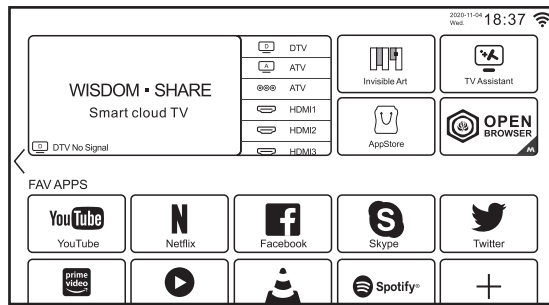 2020-11-04
Wed.
18:37
WISDOM ▪ SHARE
Smart cloud TV
D DTV No Signal
D DTV
A ATV
ATV
HDMI1
HDMI2
HDMI3
Invisible Art
TV Assistant
AppStore
OPEN
BROWSER
FAV APPS
YouTube
YouTube
N
Netflix
f
Facebook
S
Skype
Twitter
prime
video
Spotify®